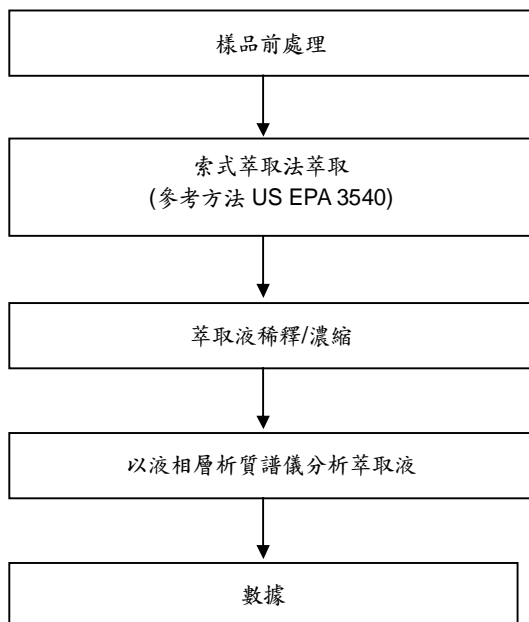 樣品前處理
索式萃取法萃取
(參考方法 US EPA 3540)
萃取液稀釋/濃縮
以液相層析質譜儀分析萃取液
數據